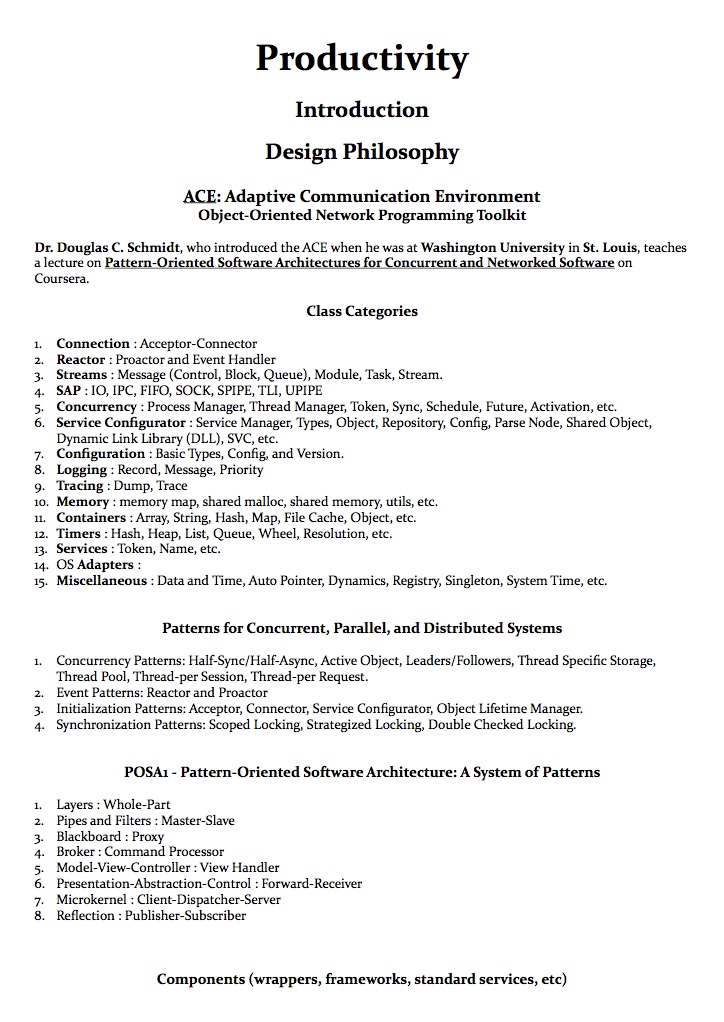 Productivity
Introduction
Design Philosophy
ACE: Adaptive Communication Environment
Object-Oriented Network Programming Toolkit
Dr. Douglas C. Schmidt, who introduced the ACE when he was at Washington University in St. Louis, teaches
a lecture on Pattern-Oriented Software Architectures for Concurrent and Networked Software on
Coursera.
Class Categories
1. Connection : Acceptor-Connector
2. Reactor : Proactor and Event Handler
3. Streams : Message (Control, Block, Queue), Module, Task, Stream.
4. SAP : IO, IPC, FIFO, SOCK, SPIPE, TLI, UPIPE
5. Concurrency : Process Manager, Thread Manager, Token, Sync, Schedule, Future, Activation, etc.
6. Service Configurator : Service Manager, Types, Object, Repository, Config, Parse Node, Shared Object,
Dynamic Link Library (DLL), SVC, etc.
7. Configuration : Basic Types, Config, and Version.
8. Logging : Record, Message, Priority
9. Tracing : Dump, Trace
10. Memory : memory map, shared malloc, shared memory, utils, etc.
11. Containers : Array, String, Hash, Map, File Cache, Object, etc.
12. Timers : Hash, Heap, List, Queue, Wheel, Resolution, etc.
13. Services : Token, Name, etc.
14. OS Adapters :
15. Miscellaneous : Data and Time, Auto Pointer, Dynamics, Registry, Singleton, System Time, etc.
Patterns for Concurrent, Parallel, and Distributed Systems
1. Concurrency Patterns: Half-Sync/Half-Async, Active Object, Leaders/Followers, Thread Specific Storage,
Thread Pool, Thread-per Session, Thread-per Request.
2. Event Patterns: Reactor and Proactor
3. Initialization Patterns: Acceptor, Connector, Service Configurator, Object Lifetime Manager.
4. Synchronization Patterns: Scoped Locking, Strategized Locking, Double Checked Locking.
POSA1 - Pattern-Oriented Software Architecture: A System of Patterns
1. Layers : Whole-Part
2. Pipes and Filters : Master-Slave
3. Blackboard : Proxy
4. Broker : Command Processor
5. Model-View-Controller : View Handler
6. Presentation-Abstraction-Control : Forward-Receiver
7. Microkernel : Client-Dispatcher-Server
8. Reflection : Publisher-Subscriber
Components (wrappers, frameworks, standard services, etc)